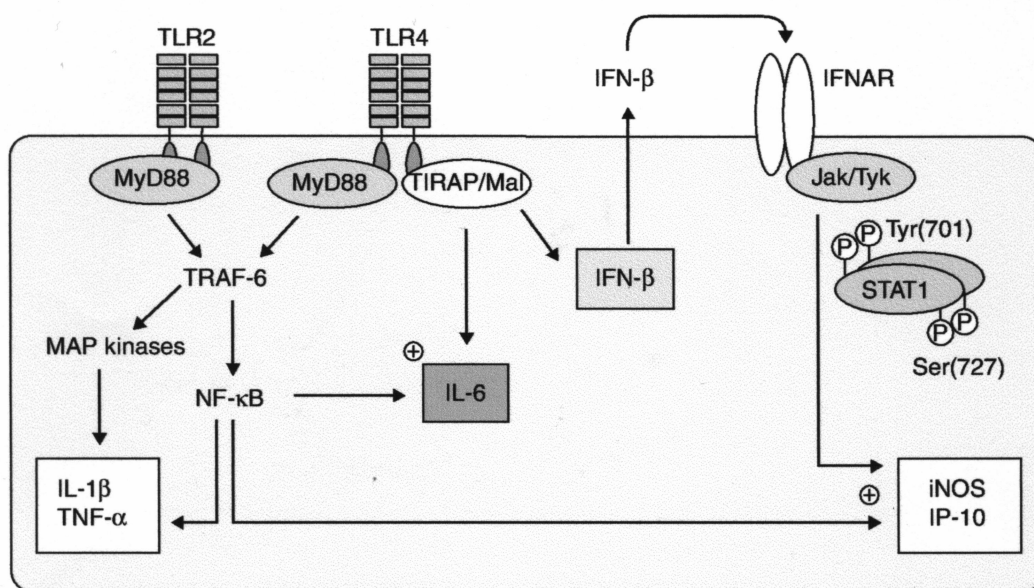 TLR2
TLR4
IFN-β
IFNAR
MyD88
MyD88
TIRAP/Mal
Jak/Tyk
P
P
Tyr(701)
TRAF-6
IFN-β
STAT1
MAP kinases
P
P
Ser(727)
NF-κB
IL-6
IL-1β
TNF-α
iNOS
IP-10